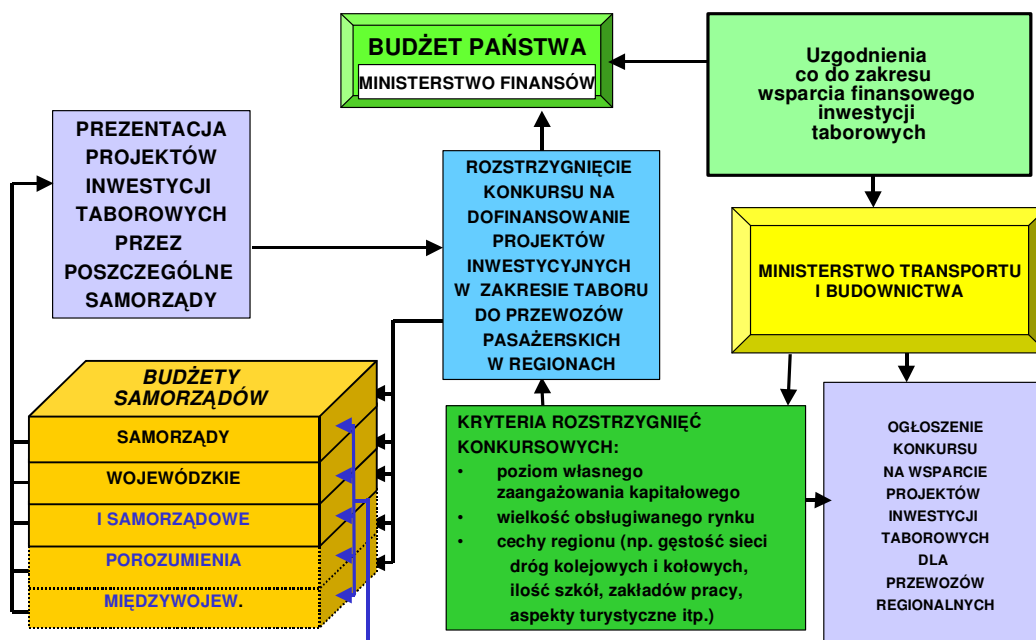 BUDŻET PAŃSTWA
MINISTERSTWO FINANSÓW
Uzgodnienia
co do zakresu
wsparcia finansowego
inwestycji
taborowych
PREZENTACJA
PROJEKTÓW
INWESTYCJI
TABOROWYCH
PRZEZ
POSZCZEGÓLNE
SAMORZĄDY
ROZSTRZYGNIĘCIE
KONKURSU NA
DOFINANSOWANIE
PROJEKTÓW
INWESTYCYJNYCH
W ZAKRESIE TABORU
DO PRZEWOZÓW
PASAŻERSKICH
W REGIONACH
MINISTERSTWO TRANSPORTU
I BUDOWNICTWA
BUDŻETY
SAMORZĄDÓW
SAMORZĄDY
WOJEWÓDZKIE
I SAMORZĄDOWE
POROZUMIENIA
MIĘDZYWOJEW.
KRYTERIA ROZSTRZYGNIĘĆ
KONKURSOWYCH:
• poziom własnego
zaangażowania kapitałowego
• wielkość obsługiwanego rynku
• cechy regionu (np. gęstość sieci
dróg kolejowych i kołowych,
ilość szkół, zakładów pracy,
aspekty turystyczne itp.)
OGŁOSZENIE
KONKURSU
NA WSPARCIE
PROJEKTÓW
INWESTYCJI
TABOROWYCH
DLA
PRZEWOZÓW
REGIONALNYCH